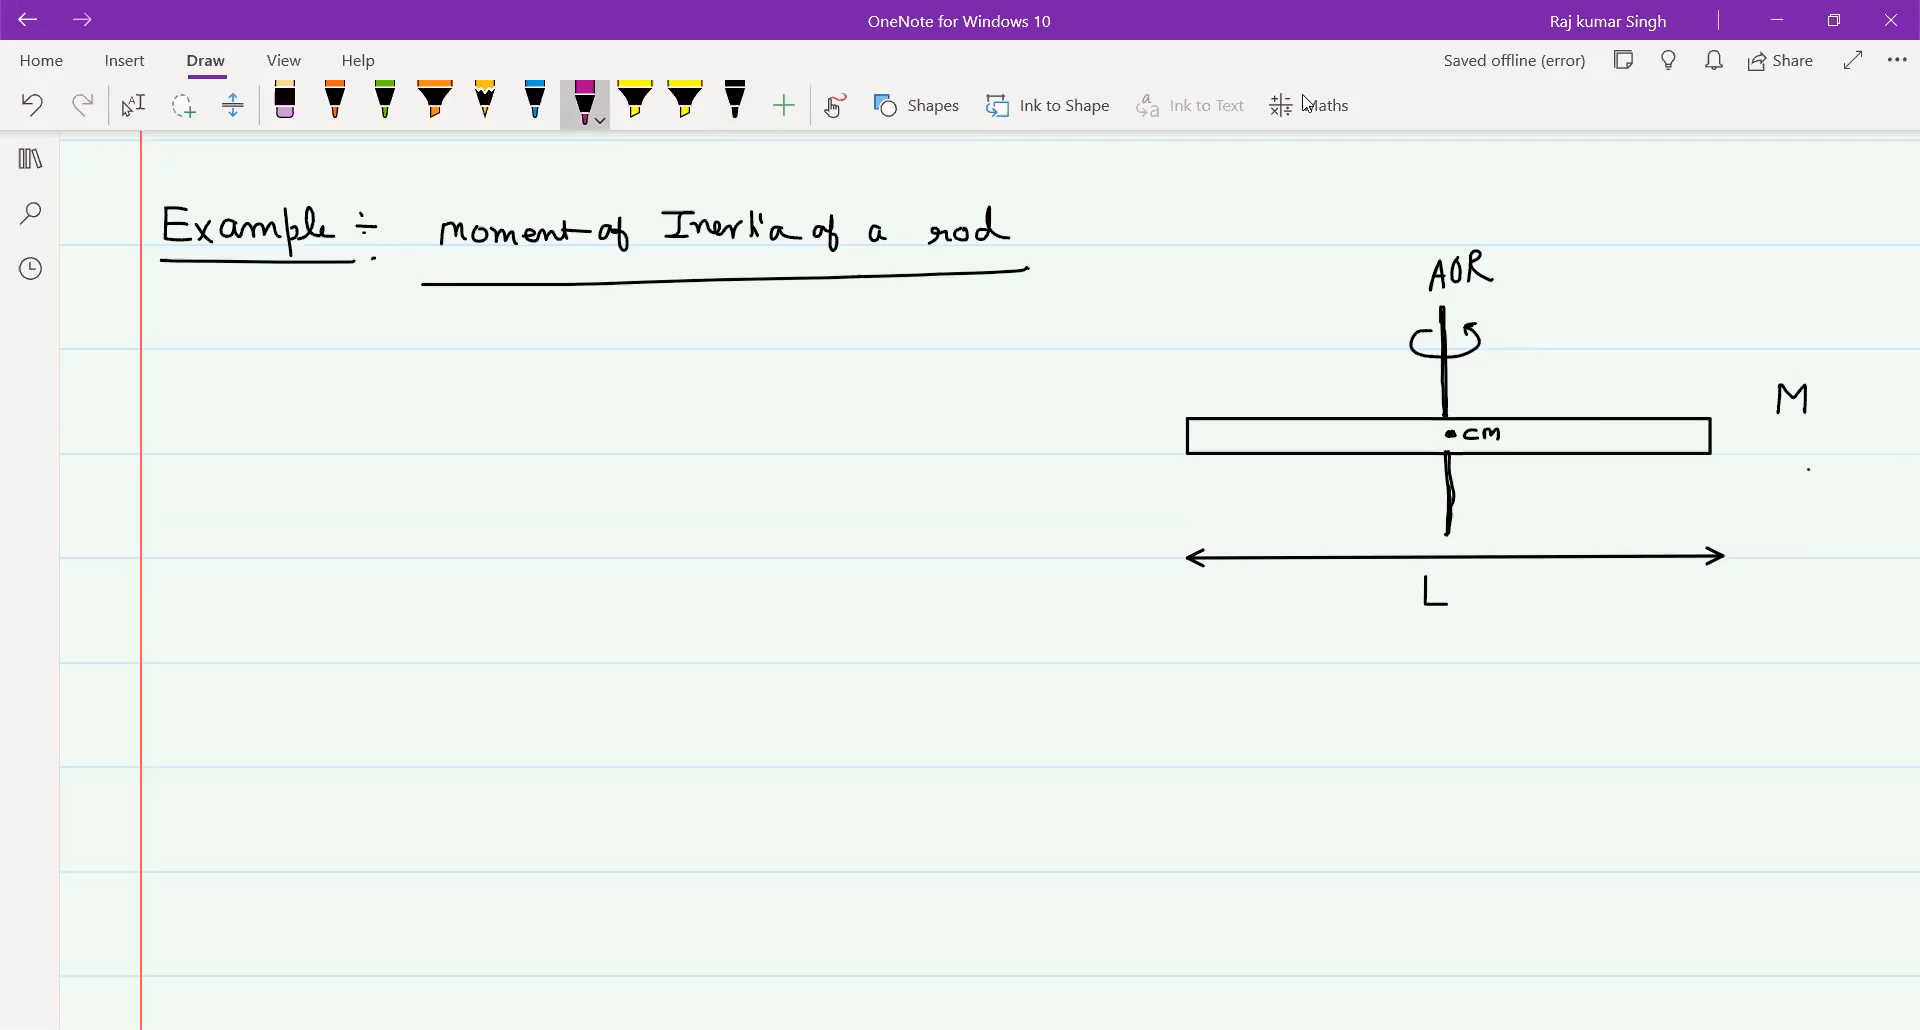 OneNote for Windows 10
Raj kumar Singh
Home Insert Draw View Help
Saved offline (error) Share
Shapes Ink to Shape Ink to Text Maths
Example ÷ moment of Inertia of a rod
AOR
M
cm
L